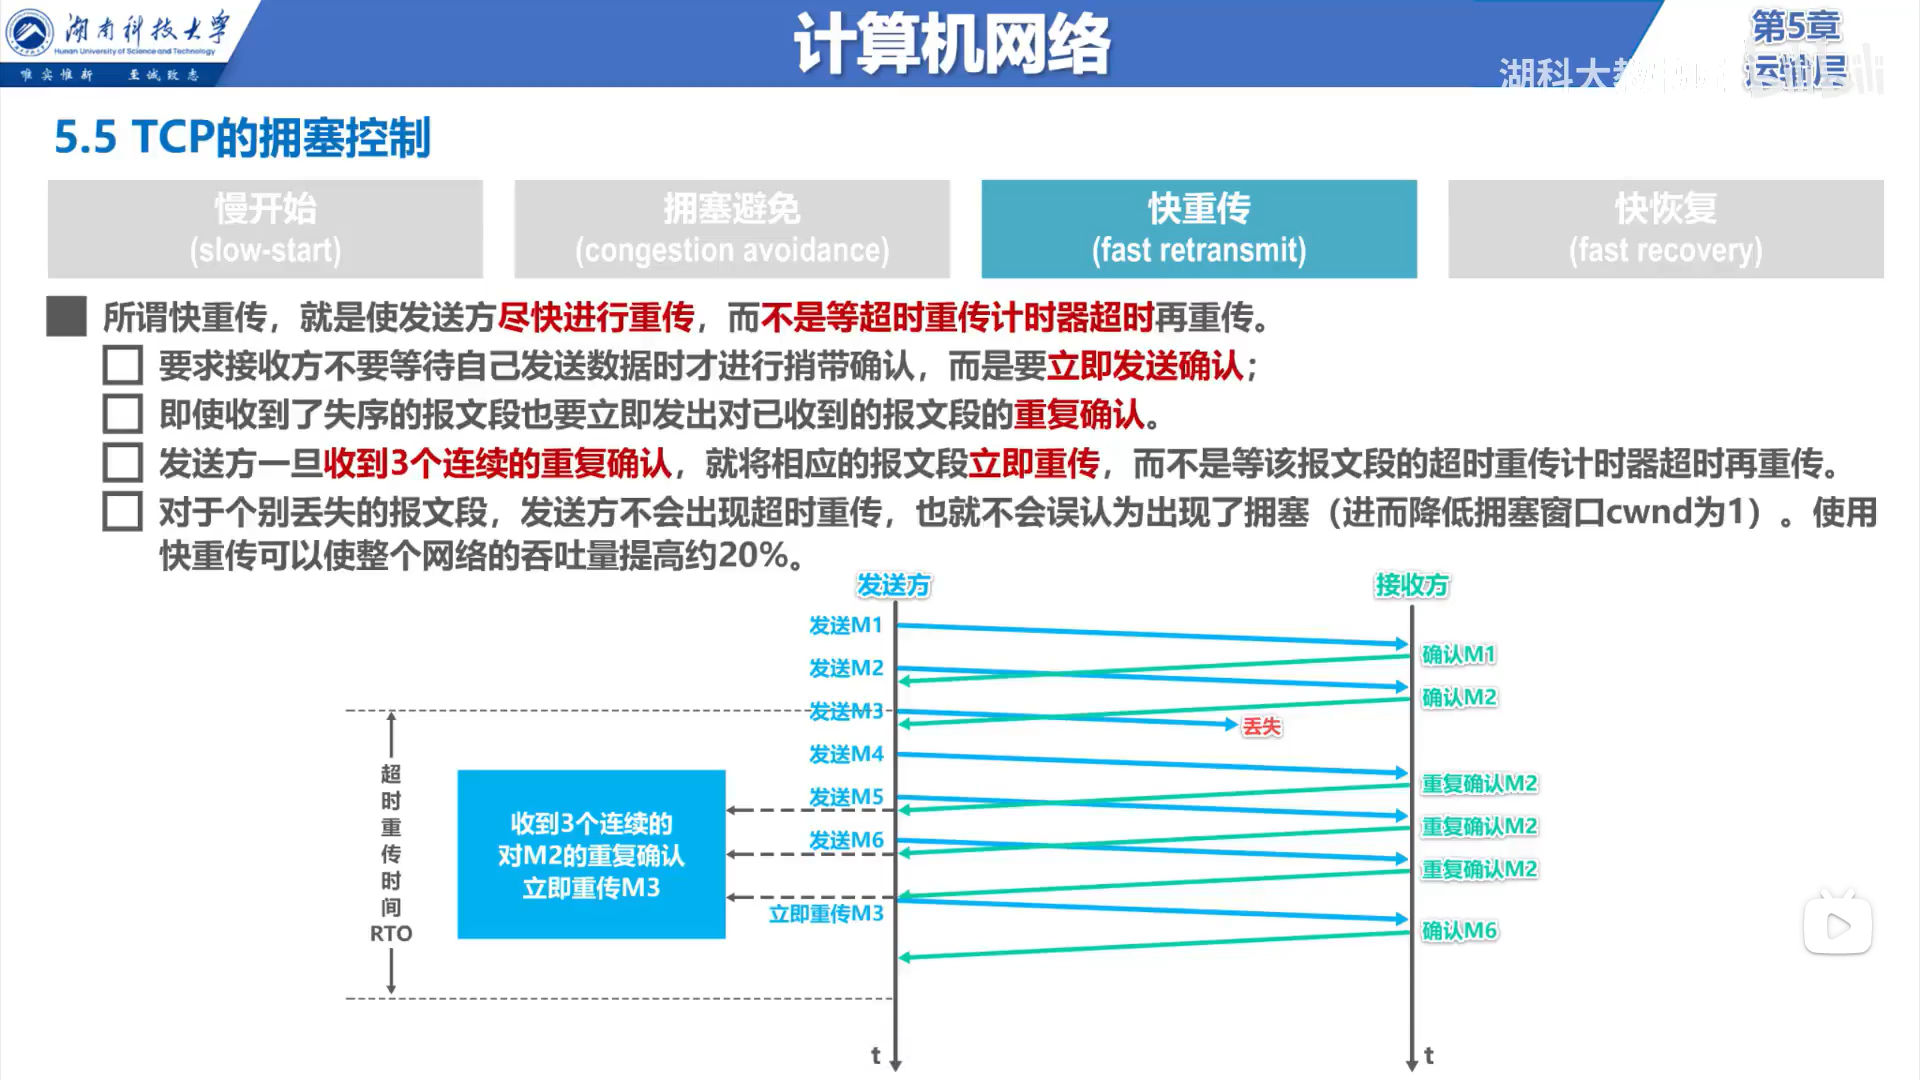 湖南科技大学
Hunan University of Science and Technology
唯实惟新 至诚致志
计算机网络
第5章
运输层
湖科大教
5.5 TCP的拥塞控制
慢开始
(slow-start)
拥塞避免
(congestion avoidance)
快重传
(fast retransmit)
快恢复
(fast recovery)
所谓快重传，就是使发送方尽快进行重传，而不是等超时重传计时器超时再重传。
要求接收方不要等待自己发送数据时才进行捎带确认，而是要立即发送确认；
即使收到了失序的报文段也要立即发出对已收到的报文段的重复确认。
发送方一旦收到3个连续的重复确认，就将相应的报文段立即重传，而不是等该报文段的超时重传计时器超时再重传。
对于个别丢失的报文段，发送方不会出现超时重传，也就不会误认为出现了拥塞（进而降低拥塞窗口cwnd为1）。使用
快重传可以使整个网络的吞吐量提高约20%。
发送方
接收方
发送M1
确认M1
发送M2
确认M2
发送M3
丢失
发送M4
重复确认M2
发送M5
重复确认M2
发送M6
重复确认M2
立即重传M3
确认M6
超时重传时间
RTO
收到3个连续的
对M2的重复确认
立即重传M3
t
t